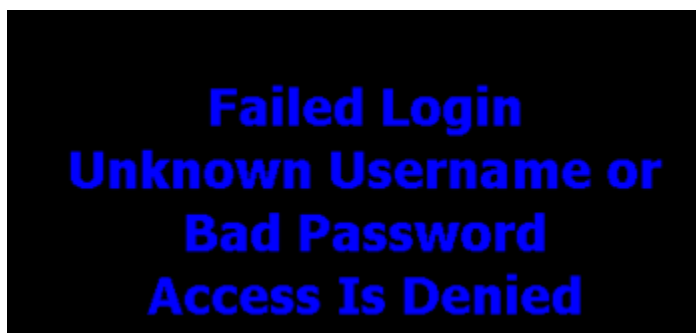 Failed Login
Unknown Username or
Bad Password
Access Is Denied